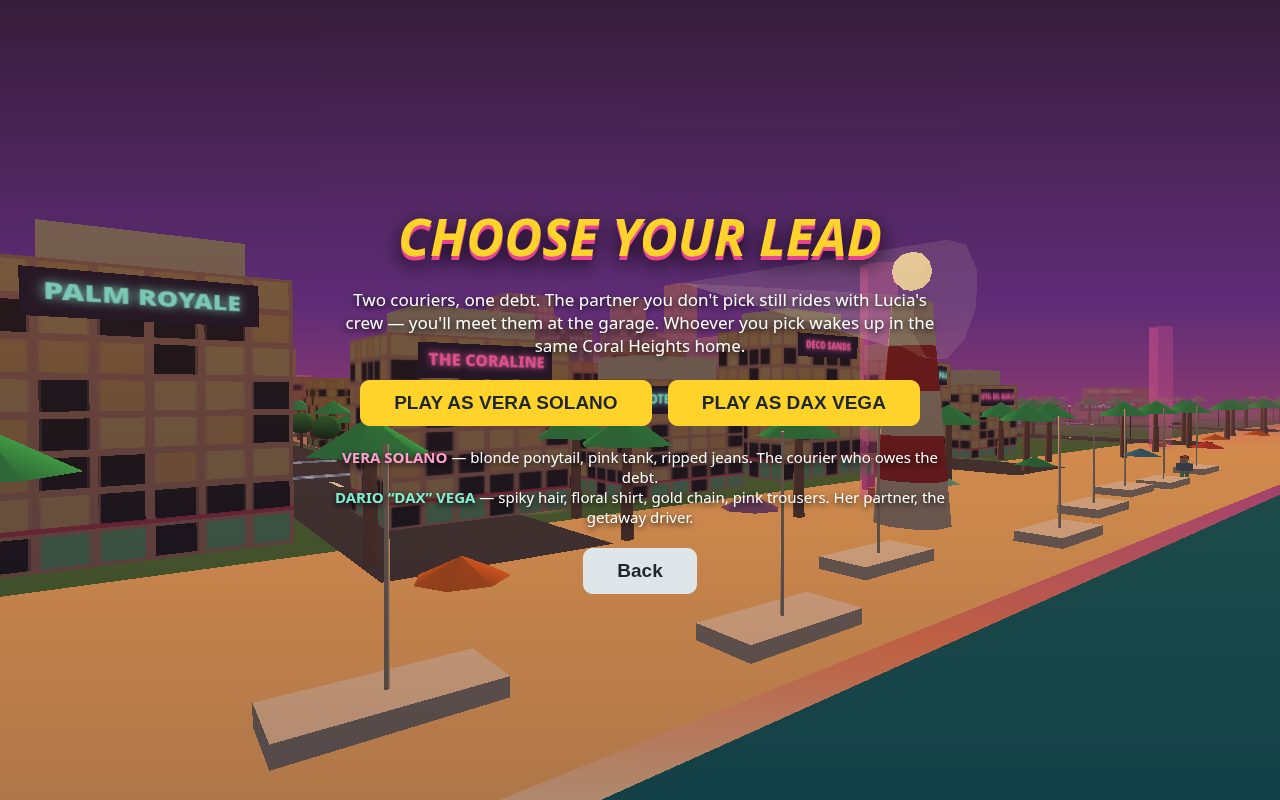 CHOOSE YOUR LEAD
PALM ROYALE
Two couriers, one debt. The partner you don't pick still rides with Lucia's
crew — you'll meet them at the garage. Whoever you pick wakes up in the
same Coral Heights home.
DECO SANDS
THE CORALINE
PLAY AS VERA SOLANO
PLAY AS DAX VEGA
VERA SOLANO — blonde ponytail, pink tank, ripped jeans. The courier who owes the
debt.
DARIO “DAX” VEGA — spiky hair, floral shirt, gold chain, pink trousers. Her partner, the
getaway driver.
Back